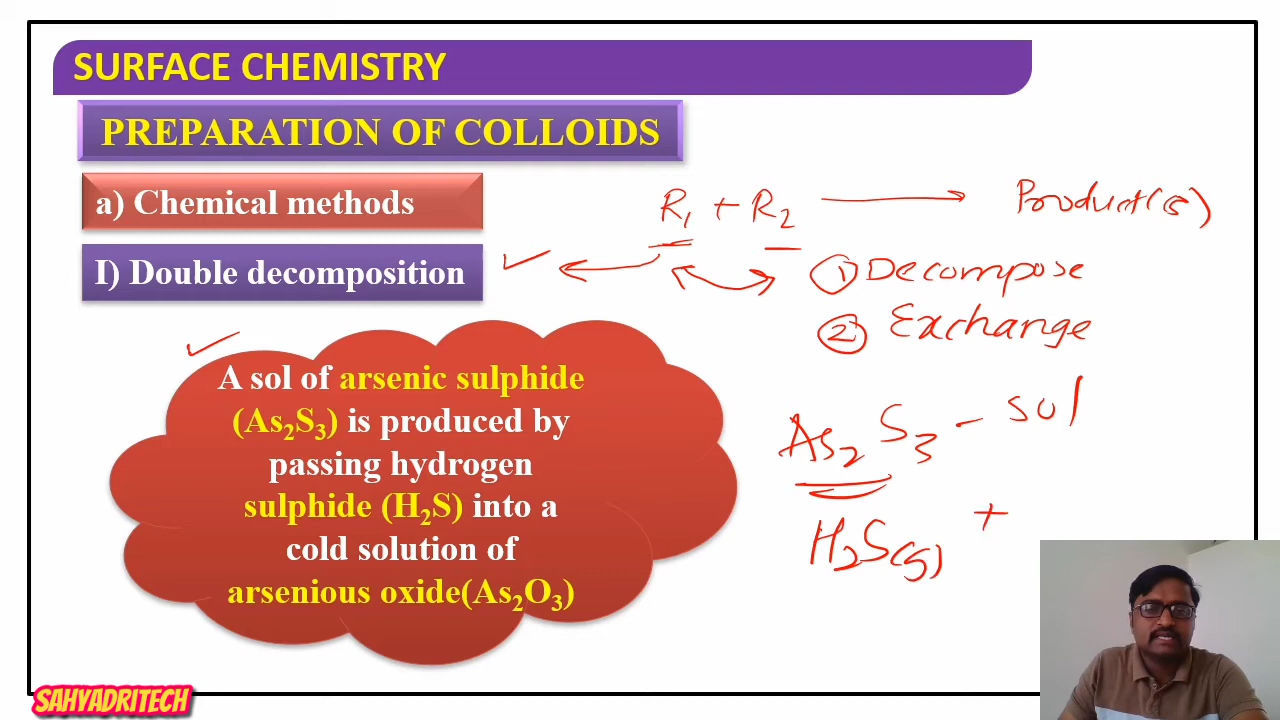 SURFACE CHEMISTRY
PREPARATION OF COLLOIDS
a) Chemical methods
I) Double decomposition
A sol of arsenic sulphide
(As₂S₃) is produced by
passing hydrogen
sulphide (H₂S) into a
cold solution of
arsenious oxide(As₂O₃)
R₁ + R₂ ⟶ Product(s)
① Decompose
② Exchange
As₂S₃ - sol
H₂S(g) +
SAHYADRITECH